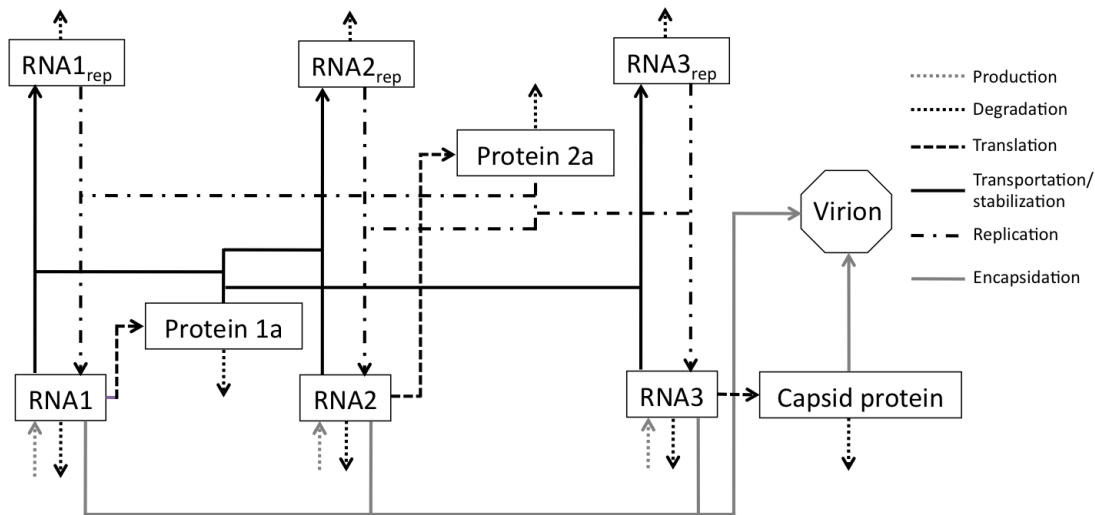 RNA1rep
RNA2rep
RNA3rep
Production
Degradation
Translation
Transportation/
stabilization
Replication
Encapsidation
Protein 2a
Virion
Protein 1a
RNA1
RNA2
RNA3
Capsid protein